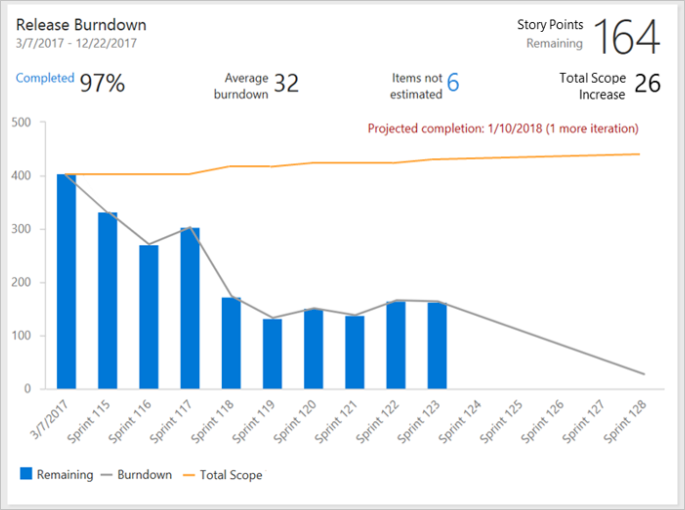 Release Burndown
3/7/2017 - 12/22/2017
Story Points
Remaining
164
Completed 97%
Average
burndown
32
Items not
estimated
6
Total Scope
Increase
26
Projected completion: 1/10/2018 (1 more iteration)
500
400
300
200
100
0
3/7/2017
Sprint 115
Sprint 116
Sprint 117
Sprint 118
Sprint 119
Sprint 120
Sprint 121
Sprint 122
Sprint 123
Sprint 124
Sprint 125
Sprint 126
Sprint 127
Sprint 128
Remaining
Burndown
Total Scope